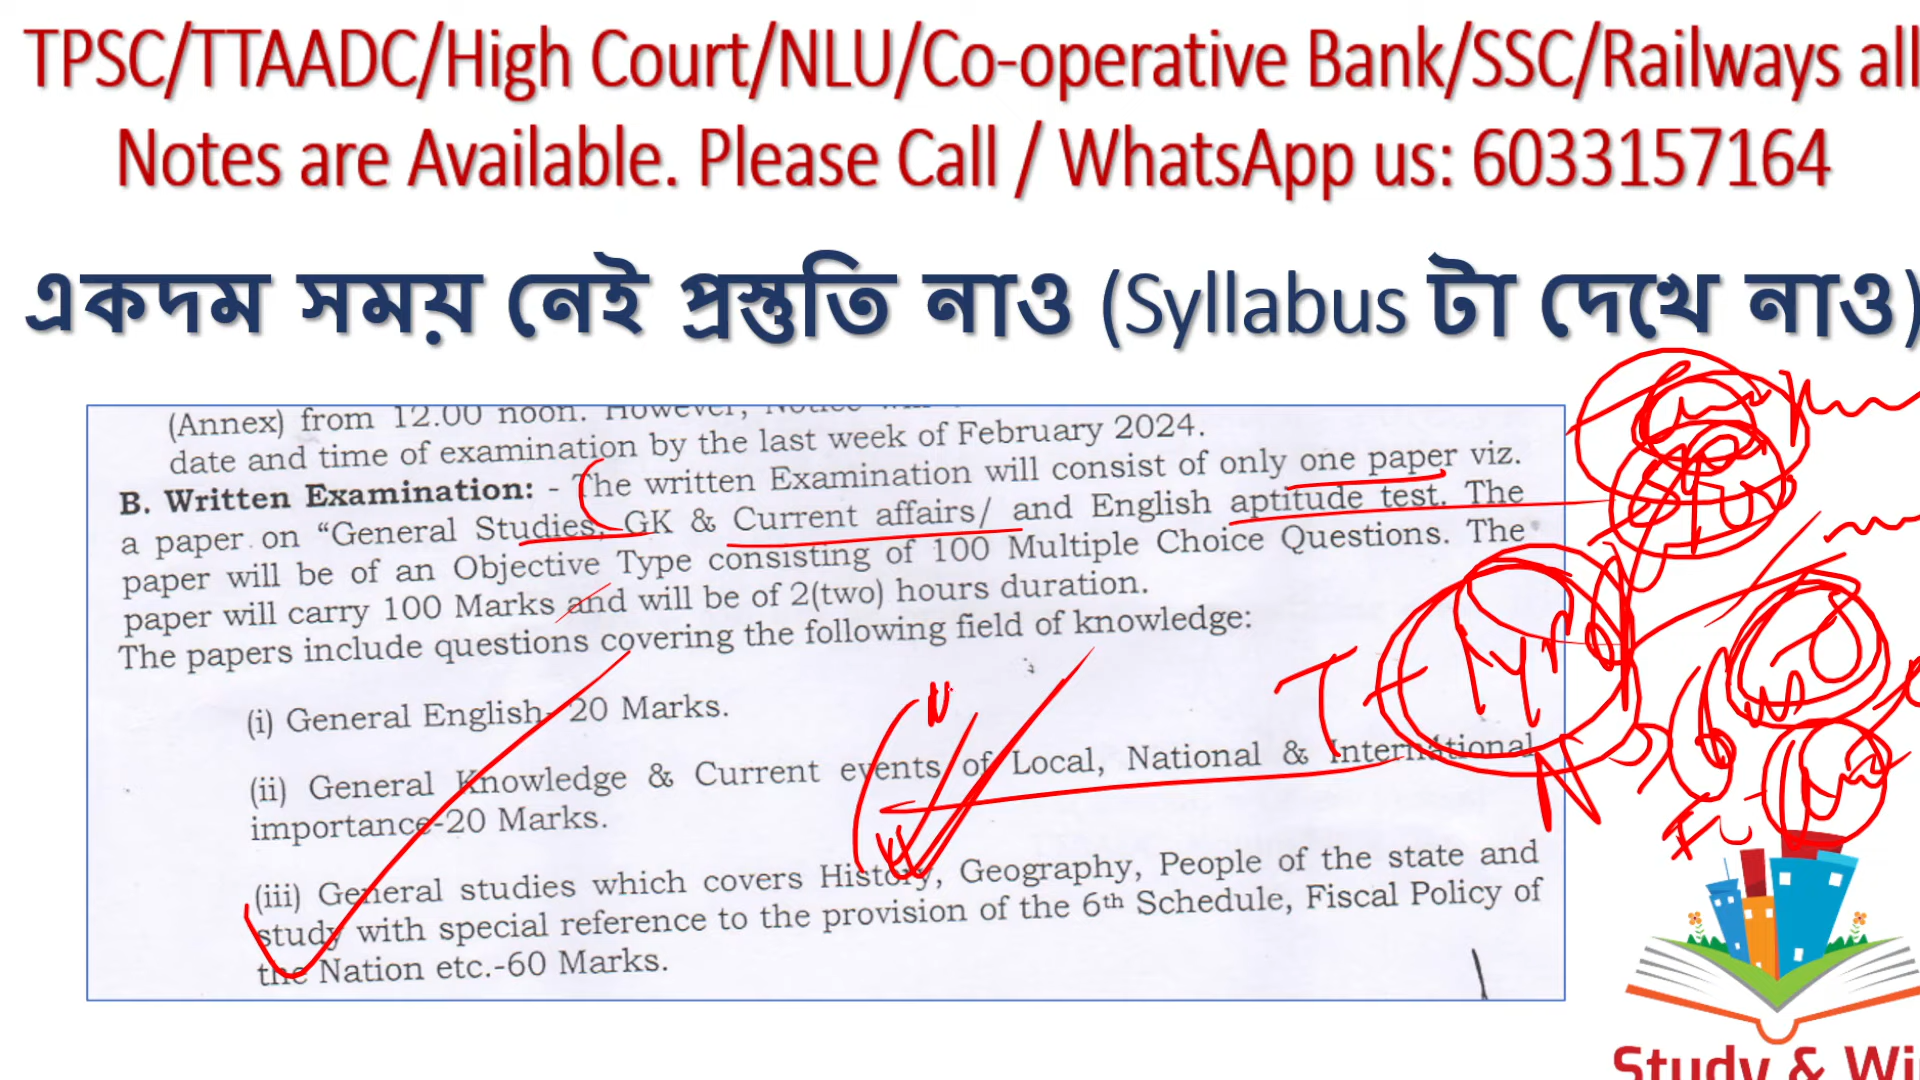 TPSC/TTAADC/High Court/NLU/Co-operative Bank/SSC/Railways all
Notes are Available. Please Call / WhatsApp us: 6033157164
একদম সময় নেই প্রস্তুতি নাও (Syllabus টা দেখে নাও)
(Annex) from 12.00 noon. However,
date and time of examination by the last week of February 2024.
B. Written Examination: - The written Examination will consist of only one paper viz.
a paper on “General Studies, GK & Current affairs/ and English aptitude test. The
paper will be of an Objective Type consisting of 100 Multiple Choice Questions. The
paper will carry 100 Marks and will be of 2(two) hours duration.
The papers include questions covering the following field of knowledge:
(i) General English- 20 Marks.
(ii) General Knowledge & Current events of Local, National & International
importance-20 Marks.
(iii) General studies which covers History, Geography, People of the state and
study with special reference to the provision of the 6th Schedule, Fiscal Policy of
the Nation etc.-60 Marks.
Study & Wi